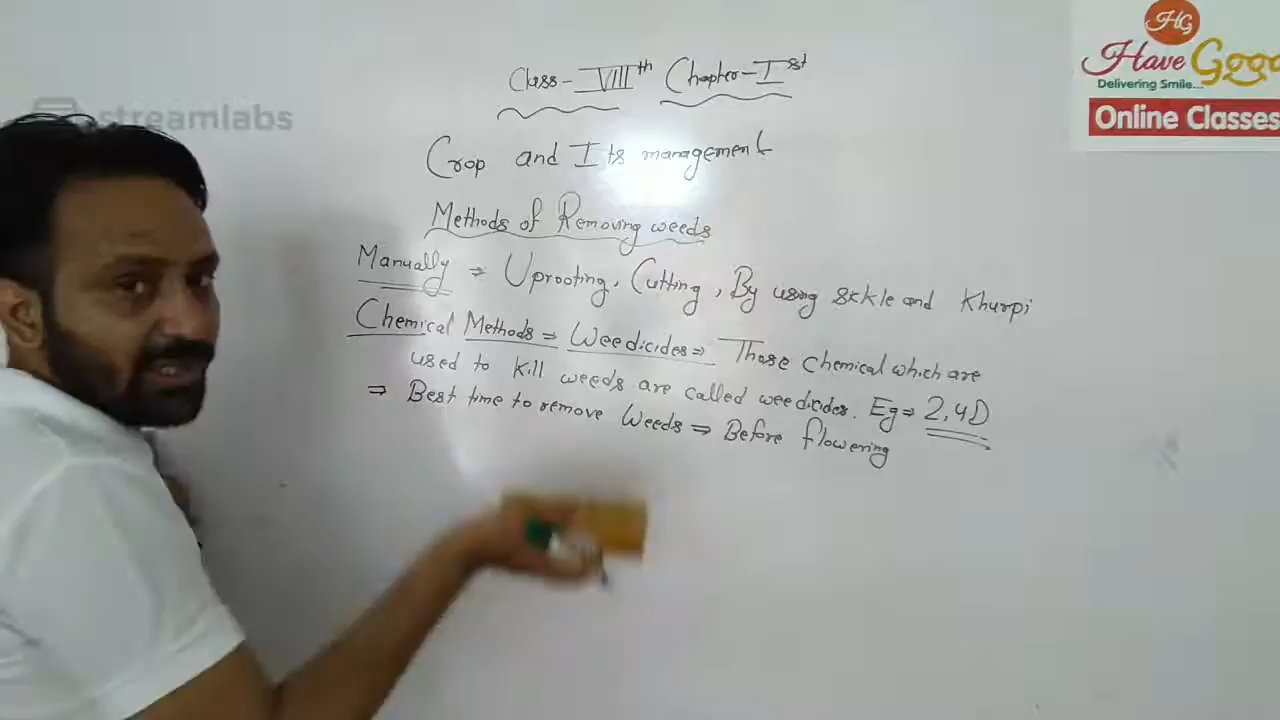 streamlabs
HG
Have Gogo
Delivering Smile...
Online Classes
Class-VIIIth Chapter-Ist
Crop and Its management
Methods of Removing weeds
Manually ⇒ Uprooting, Cutting, By using sickle and Khurpi
Chemical Methods ⇒ Weedicides ⇒ Those chemical which are
used to kill weeds are called weedicides. Eg ⇒ 2,4D
⇒ Best time to remove Weeds ⇒ Before flowering